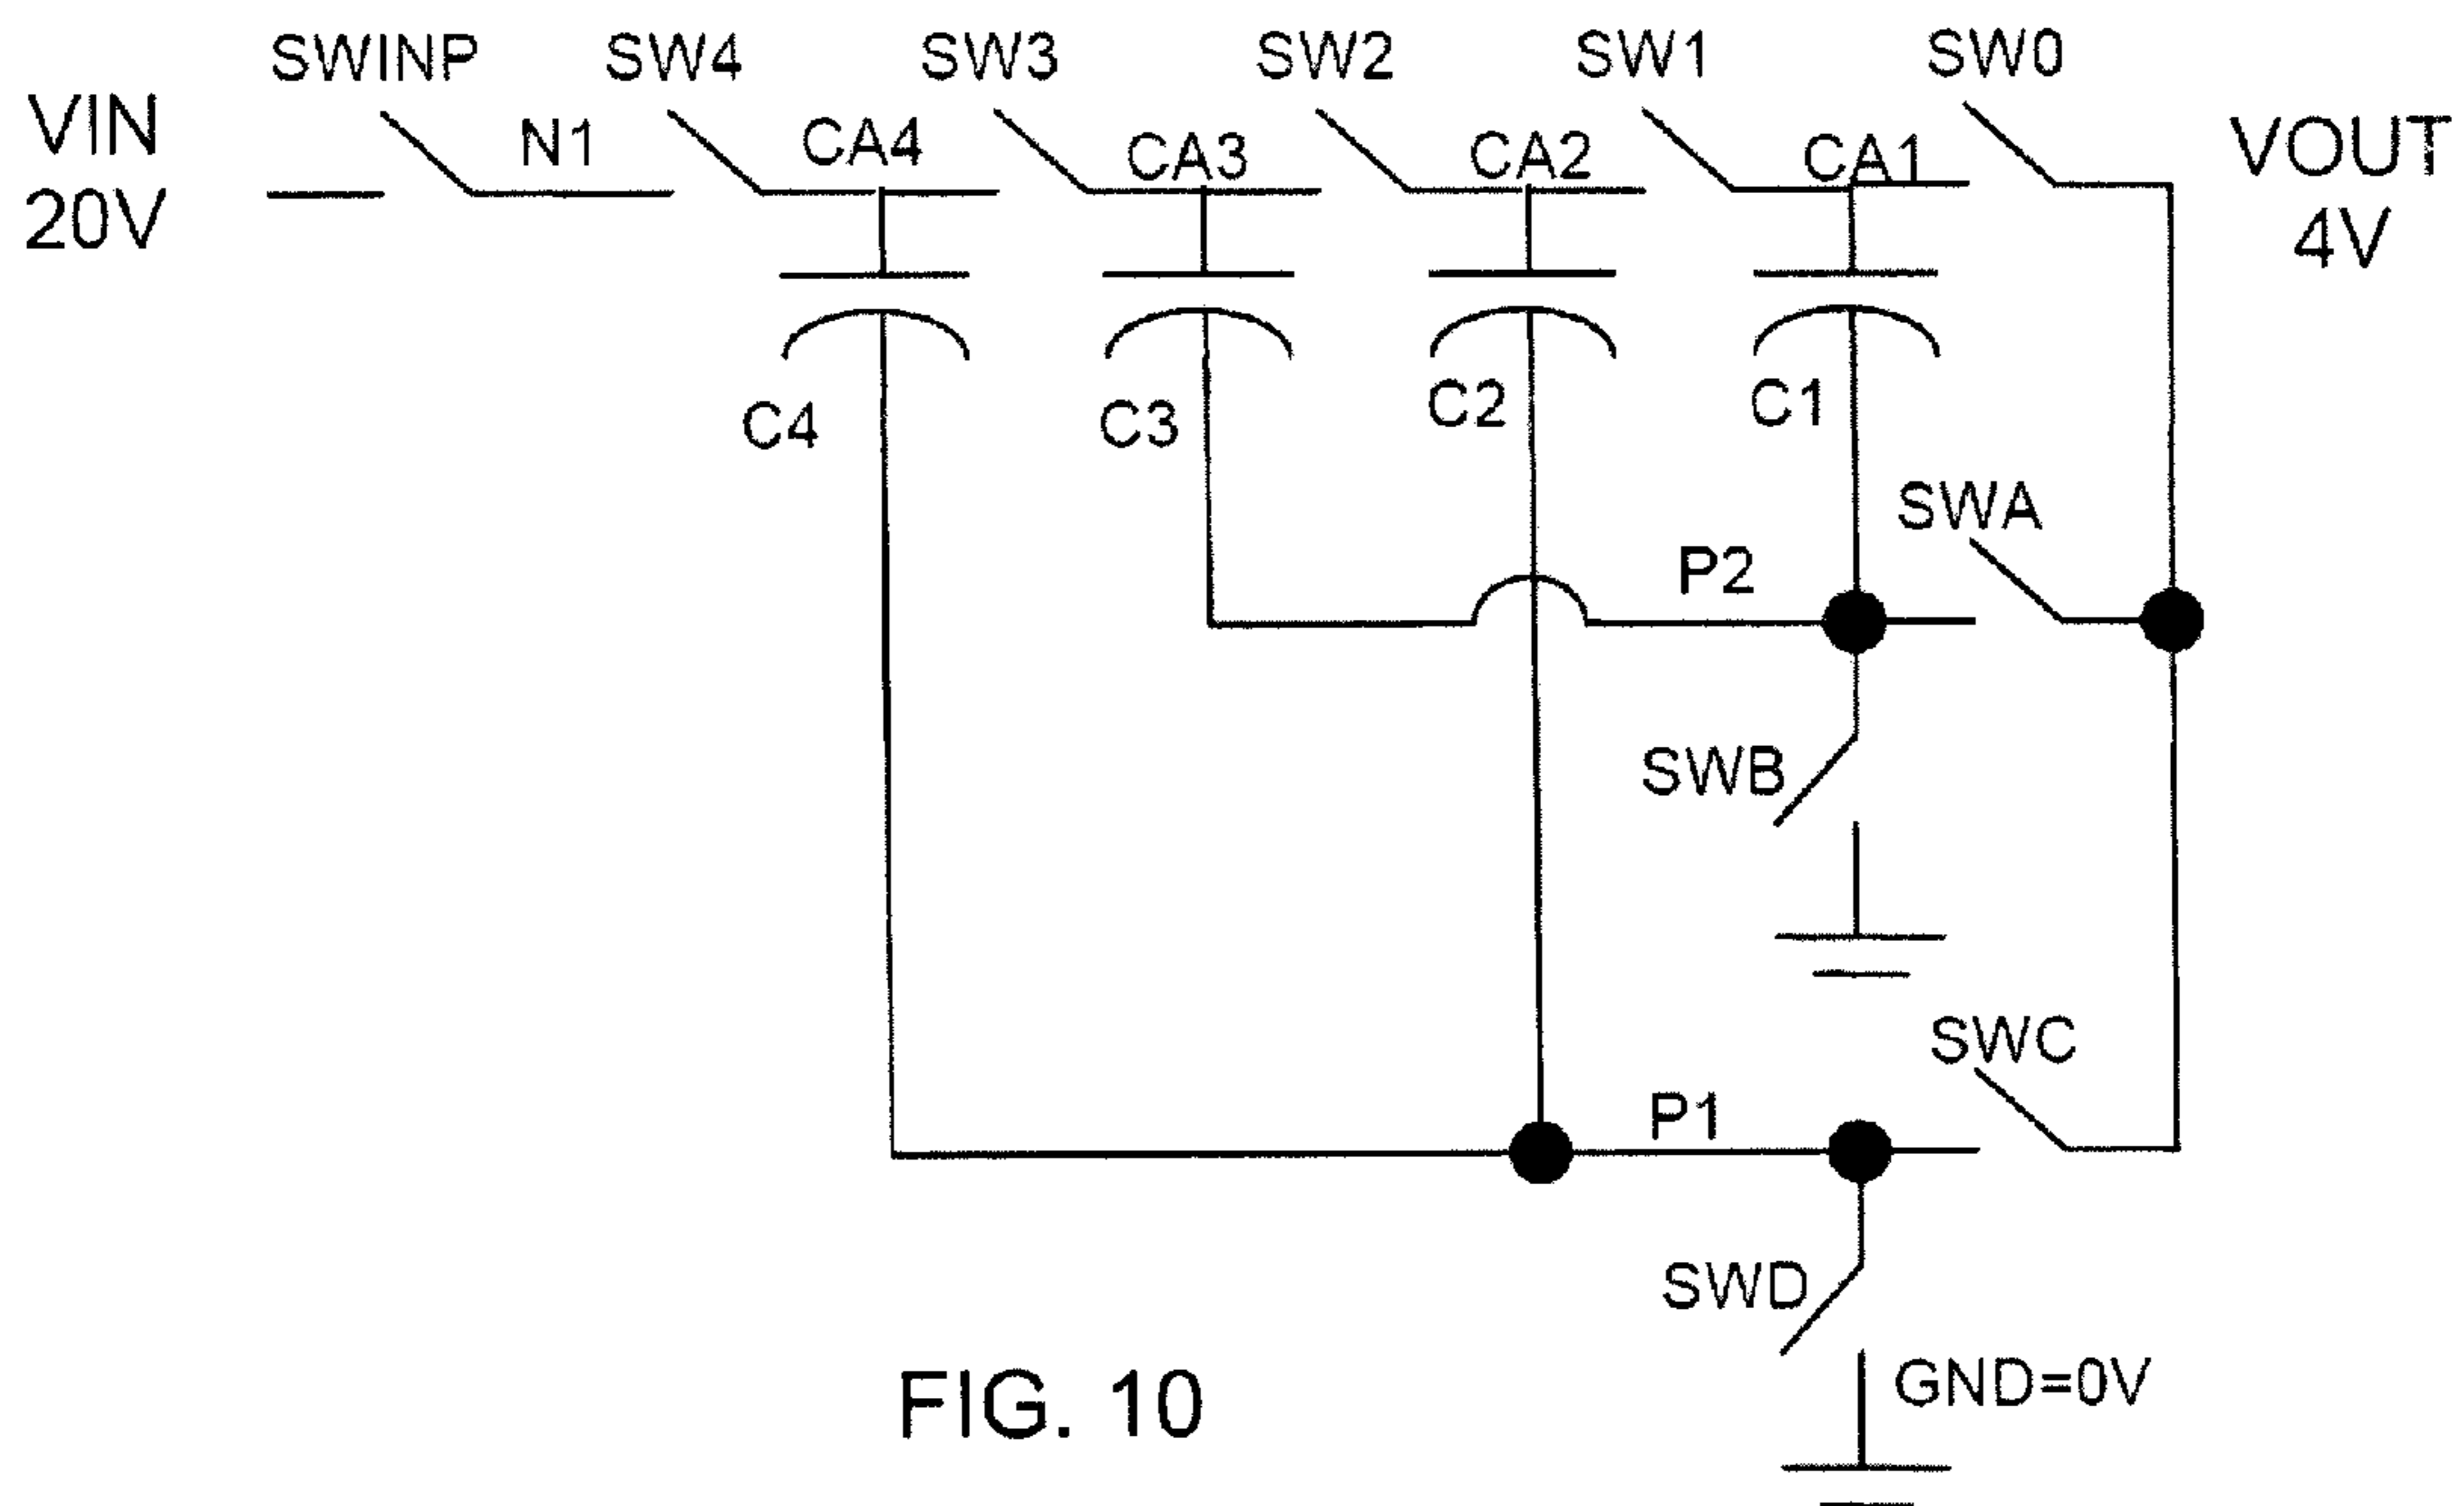 SWINP SW4 SW3 SW2 SW1 SW0
VIN N1 CA4 CA3 CA2 CA1 VOUT
20V 4V
C4 C3 C2 C1
SWA
P2
SWB
SWC
P1
SWD
GND=0V
FIG. 10